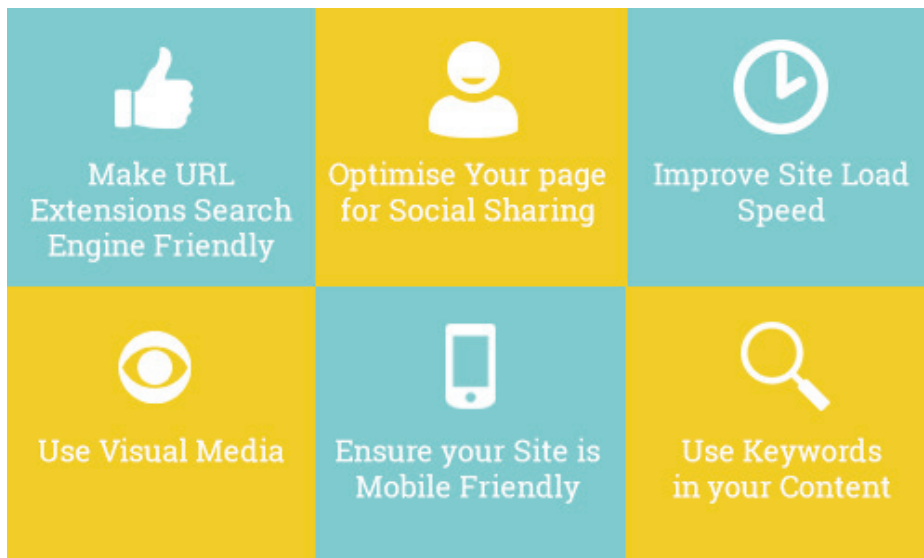 Make URL
Extensions Search
Engine Friendly
Optimise Your page
for Social Sharing
Improve Site Load
Speed
Use Visual Media
Ensure your Site is
Mobile Friendly
Use Keywords
in your Content